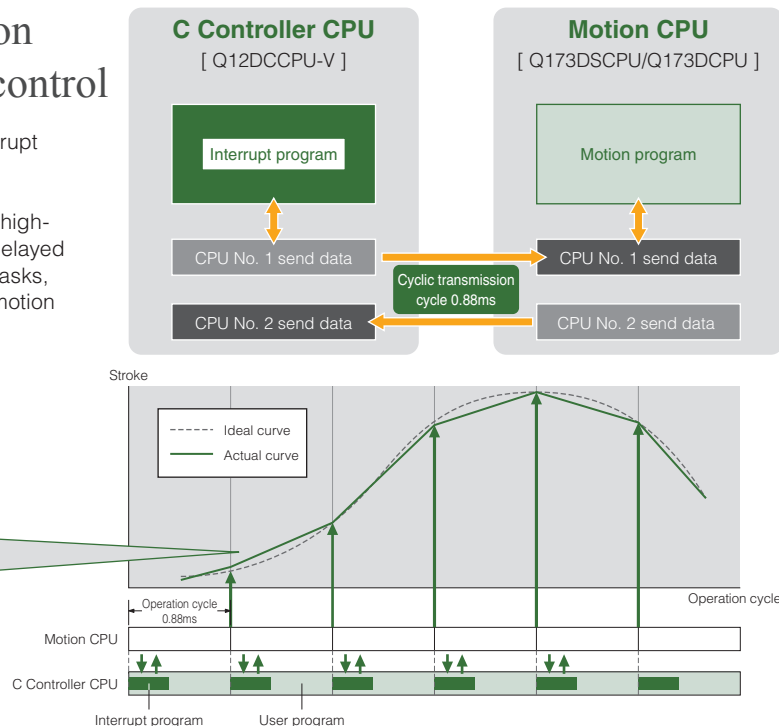 on
control
rupt
high-
elayed
asks,
notion
C Controller CPU
[ Q12DCCPU-V ]
Interrupt program
CPU No. 1 send data
CPU No. 2 send data
Cyclic transmission
cycle 0.88ms
Motion CPU
[ Q173DSCPU/Q173DCPU ]
Motion program
CPU No. 1 send data
CPU No. 2 send data
Stroke
Ideal curve
Actual curve
Operation cycle
Operation cycle
0.88ms
Motion CPU
C Controller CPU
Interrupt program
User program